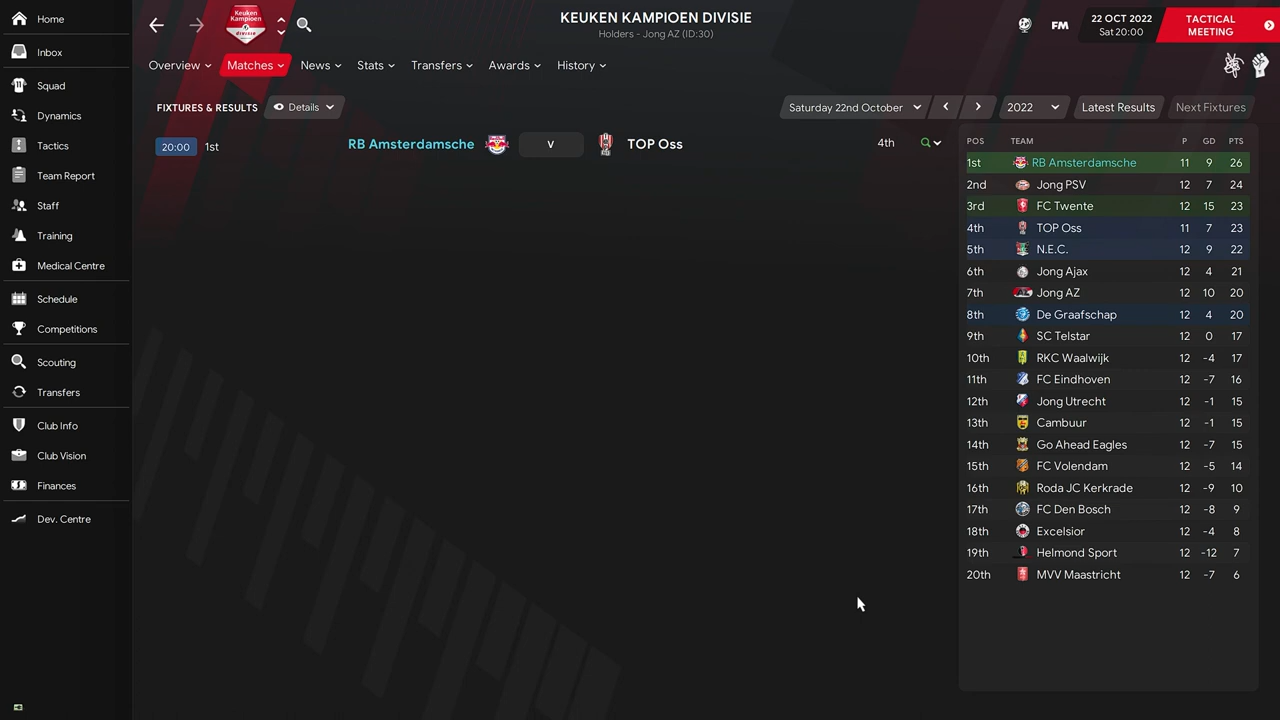 Home
Inbox
Squad
Dynamics
Tactics
Team Report
Staff
Training
Medical Centre
Schedule
Competitions
Scouting
Transfers
Club Info
Club Vision
Finances
Dev. Centre
KEUKEN KAMPIOEN DIVISIE
Holders - Jong AZ (ID:30)
FM
22 OCT 2022
Sat 20:00
TACTICAL
MEETING
Overview Matches News Stats Transfers Awards History
FIXTURES & RESULTS Details Saturday 22nd October 2022 Latest Results Next Fixtures
20:00 1st RB Amsterdamsche v TOP Oss 4th
POS TEAM P GD PTS
1st RB Amsterdamsche 11 9 26
2nd Jong PSV 12 7 24
3rd FC Twente 12 15 23
4th TOP Oss 11 7 23
5th N.E.C. 12 9 22
6th Jong Ajax 12 4 21
7th Jong AZ 12 10 20
8th De Graafschap 12 4 20
9th SC Telstar 12 0 17
10th RKC Waalwijk 12 -4 17
11th FC Eindhoven 12 -7 16
12th Jong Utrecht 12 -1 15
13th Cambuur 12 -1 15
14th Go Ahead Eagles 12 -7 15
15th FC Volendam 12 -5 14
16th Roda JC Kerkrade 12 -9 10
17th FC Den Bosch 12 -8 9
18th Excelsior 12 -4 8
19th Helmond Sport 12 -12 7
20th MVV Maastricht 12 -7 6